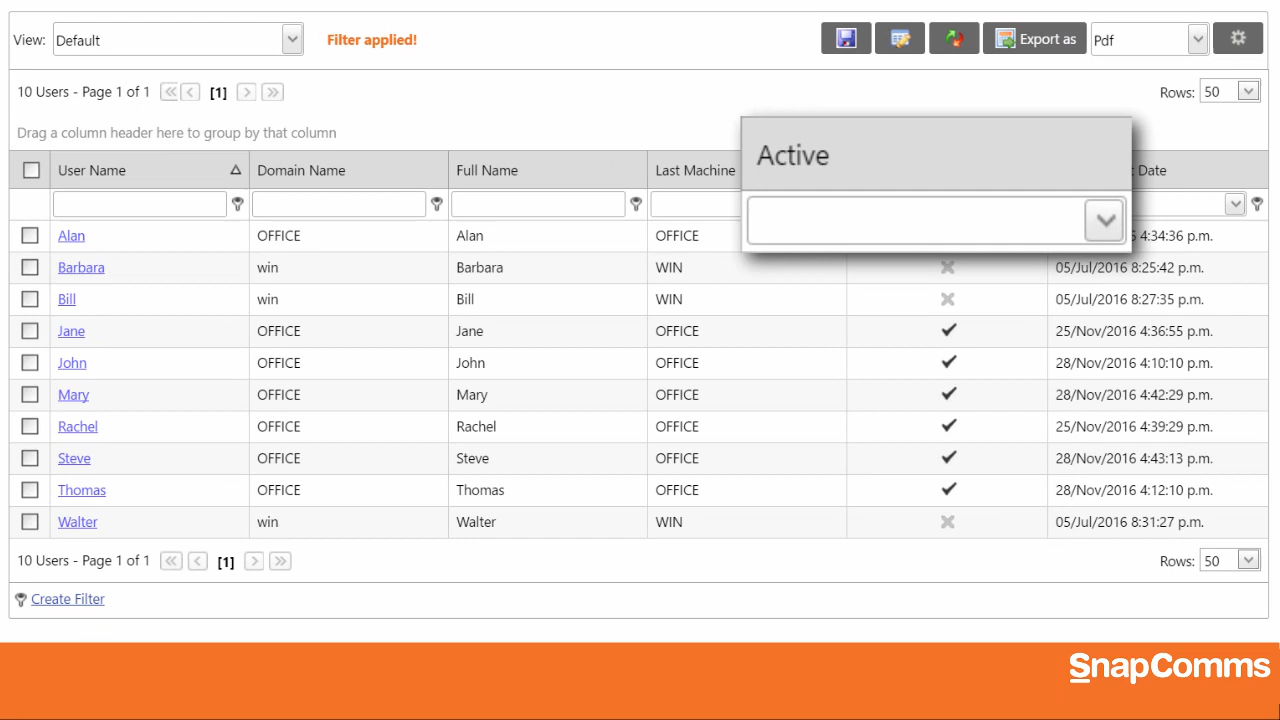 View: Default Filter applied! Export as Pdf
10 Users - Page 1 of 1 [1] Rows: 50
Drag a column header here to group by that column
User Name Domain Name Full Name Last Machine Active Date
Alan OFFICE Alan OFFICE 4:34:36 p.m.
Barbara win Barbara WIN 05/Jul/2016 8:25:42 p.m.
Bill win Bill WIN 05/Jul/2016 8:27:35 p.m.
Jane OFFICE Jane OFFICE 25/Nov/2016 4:36:55 p.m.
John OFFICE John OFFICE 28/Nov/2016 4:10:10 p.m.
Mary OFFICE Mary OFFICE 28/Nov/2016 4:42:29 p.m.
Rachel OFFICE Rachel OFFICE 25/Nov/2016 4:39:29 p.m.
Steve OFFICE Steve OFFICE 28/Nov/2016 4:43:13 p.m.
Thomas OFFICE Thomas OFFICE 28/Nov/2016 4:12:10 p.m.
Walter win Walter WIN 05/Jul/2016 8:31:27 p.m.
10 Users - Page 1 of 1 [1] Rows: 50
Create Filter
SnapComms